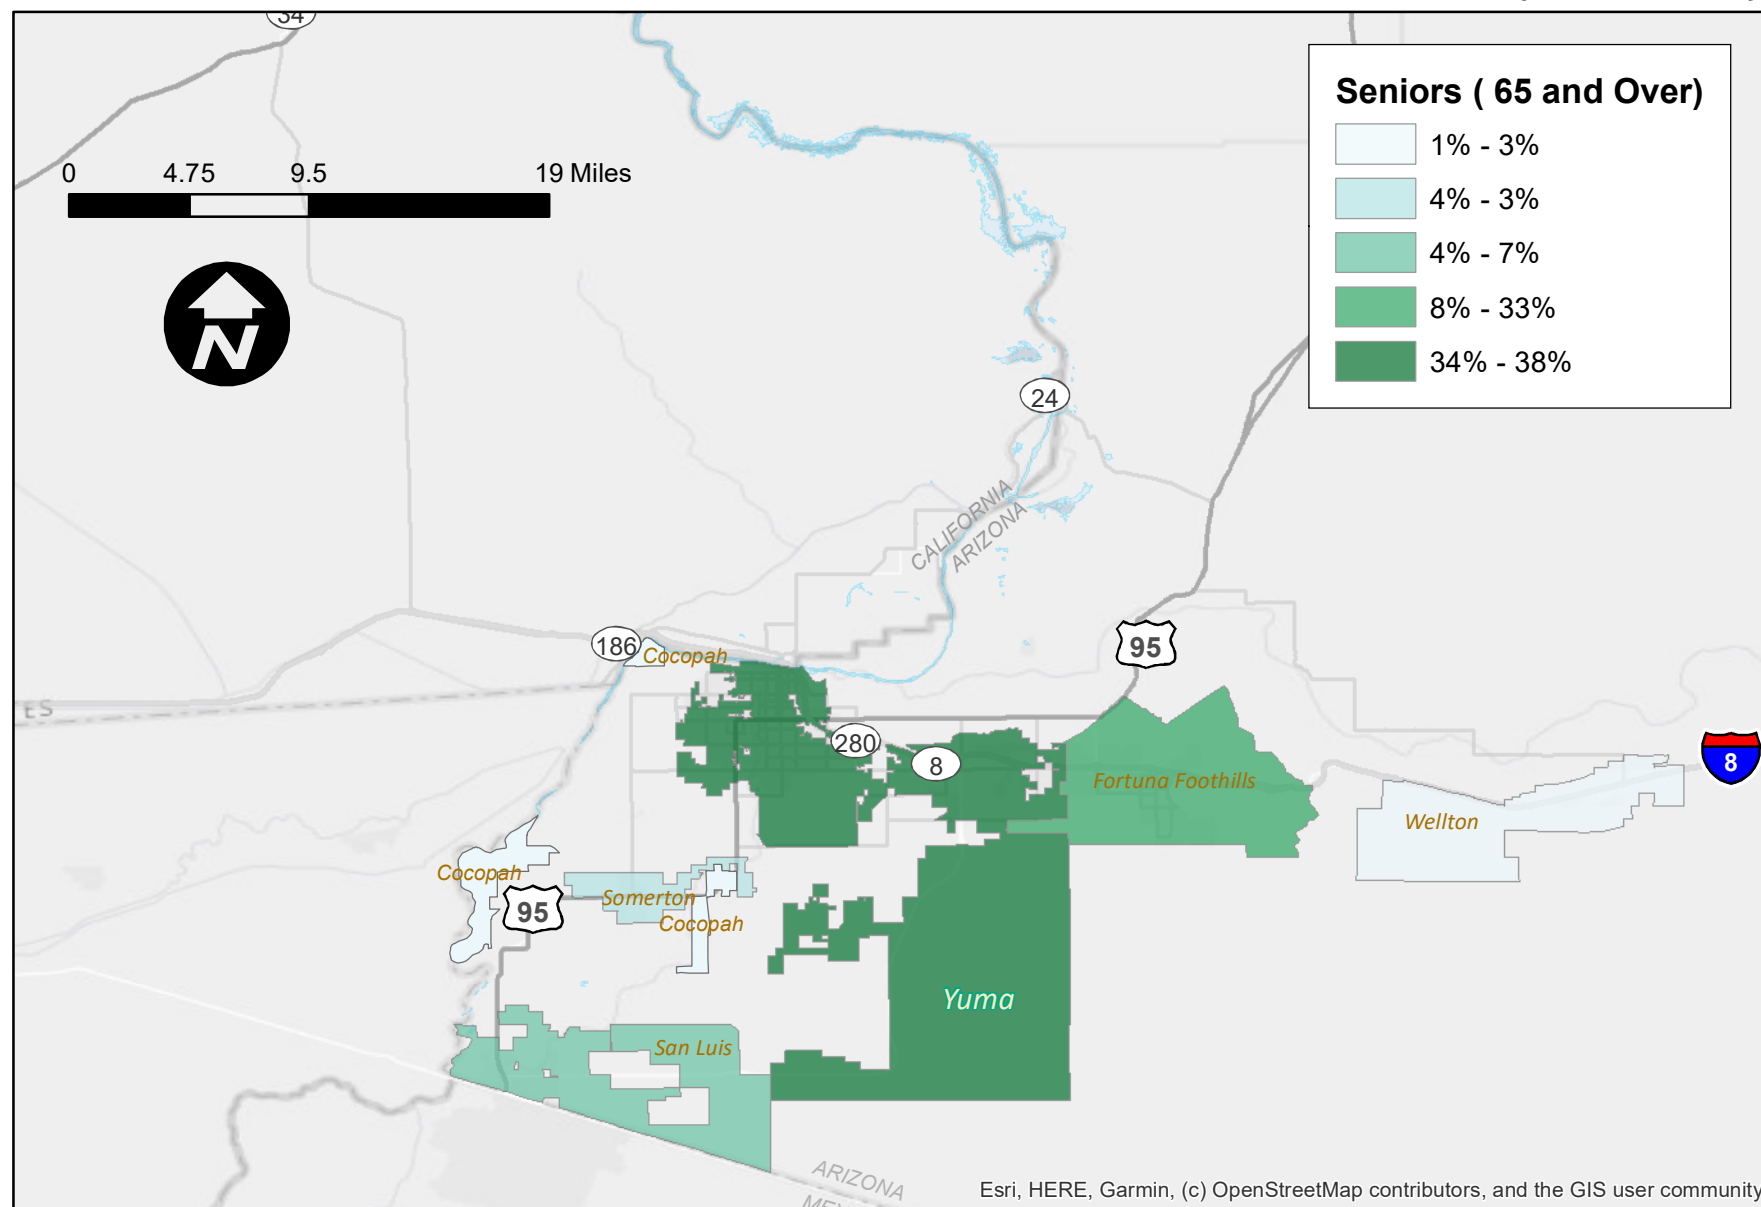 34
Seniors ( 65 and Over)
1% - 3%
4% - 3%
4% - 7%
8% - 33%
34% - 38%
0 4.75 9.5 19 Miles
N
24
CALIFORNIA
ARIZONA
186
Cocopah
95
ES
280
8
Fortuna Foothills
8
Wellton
Cocopah
95
Somerton
Cocopah
Yuma
San Luis
ARIZONA
Esri, HERE, Garmin, (c) OpenStreetMap contributors, and the GIS user community